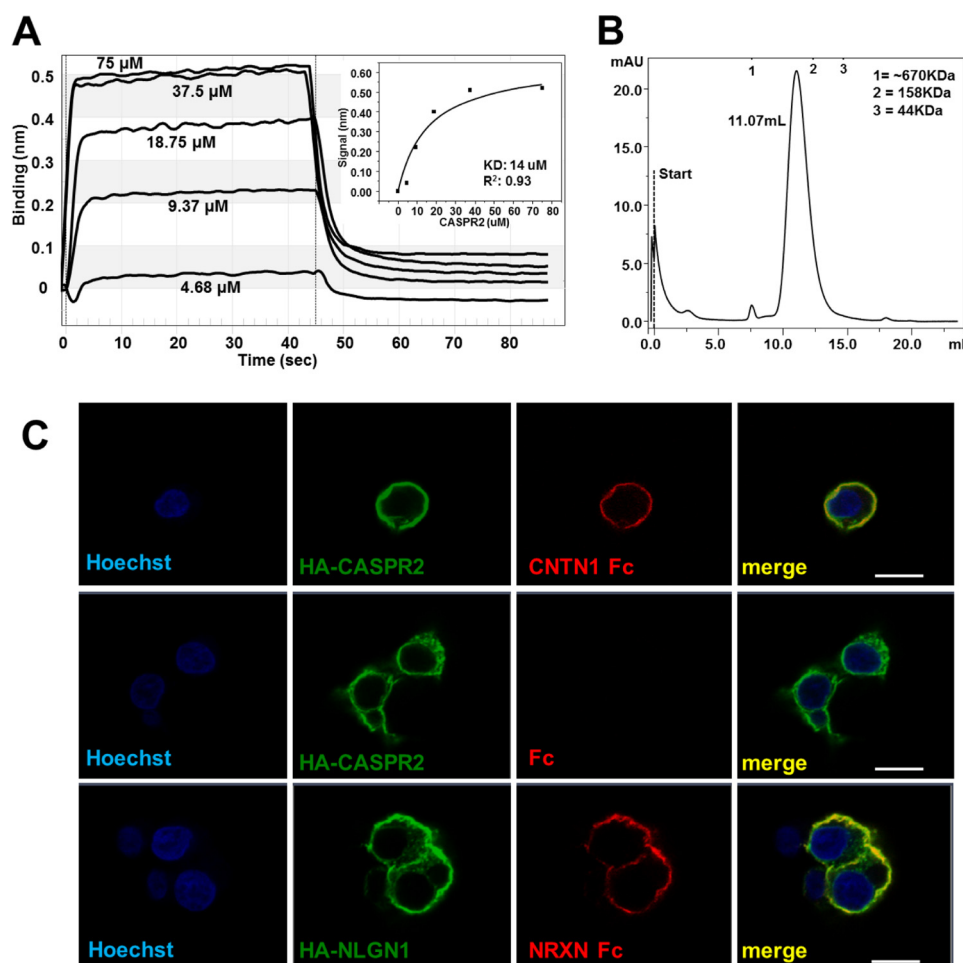 A
75 µM
37.5 µM
18.75 µM
9.37 µM
4.68 µM
Binding (nm)
0.5
0.4
0.3
0.2
0.1
0
0 10 20 30 40 50 60 70 80
Time (sec)
Signal (nm)
0.60
0.50
0.40
0.30
0.20
0.10
0.00
0 10 20 30 40 50 60 70 80
CASPR2 (uM)
KD: 14 uM
R2: 0.93
B
mAU
20.0
15.0
10.0
5.0
0.0
0.0 5.0 10.0 15.0 20.0 ml
1 2 3
1= ~670KDa
2 = 158KDa
3 = 44KDa
11.07mL
Start
C
Hoechst HA-CASPR2 CNTN1 Fc merge
Hoechst HA-CASPR2 Fc merge
Hoechst HA-NLGN1 NRXN Fc merge